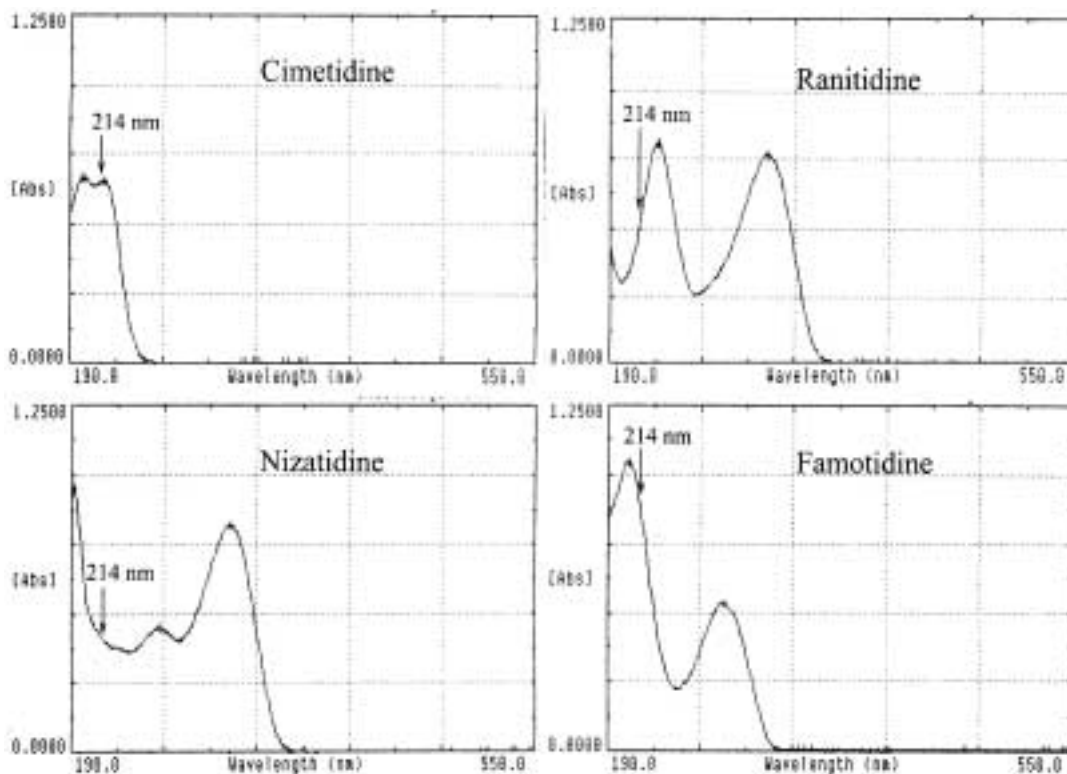 1.2500
Cimetidine
214 nm
[Abs]
0.0000
190.0 Wavelength (nm) 550.0
1.2500
Ranitidine
214 nm
[Abs]
0.0000
190.0 Wavelength (nm) 550.0
1.2500
Nizatidine
[Abs]
214 nm
0.0000
190.0 Wavelength (nm) 550.0
1.2500
214 nm
Famotidine
[Abs]
0.0000
190.0 Wavelength (nm) 550.0